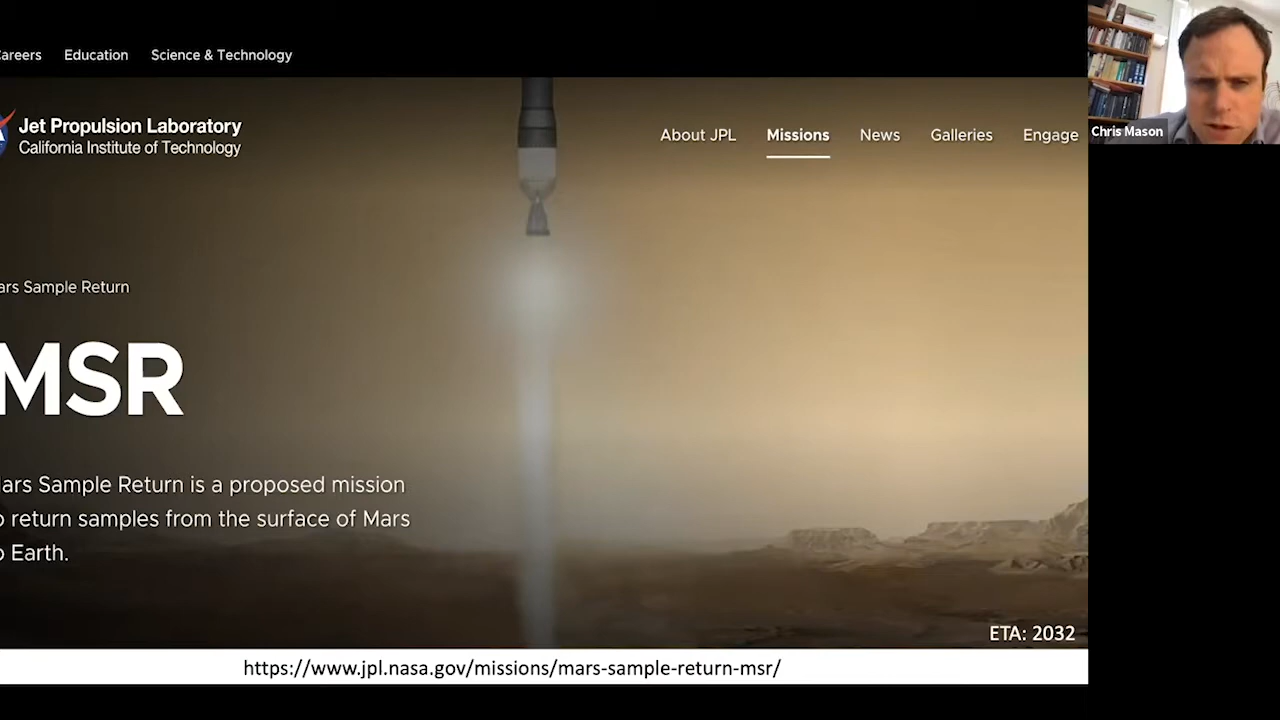 Careers Education Science & Technology
Jet Propulsion Laboratory
California Institute of Technology
About JPL Missions News Galleries Engage
Chris Mason
ars Sample Return
MSR
ars Sample Return is a proposed mission
o return samples from the surface of Mars
o Earth.
ETA: 2032
https://www.jpl.nasa.gov/missions/mars-sample-return-msr/